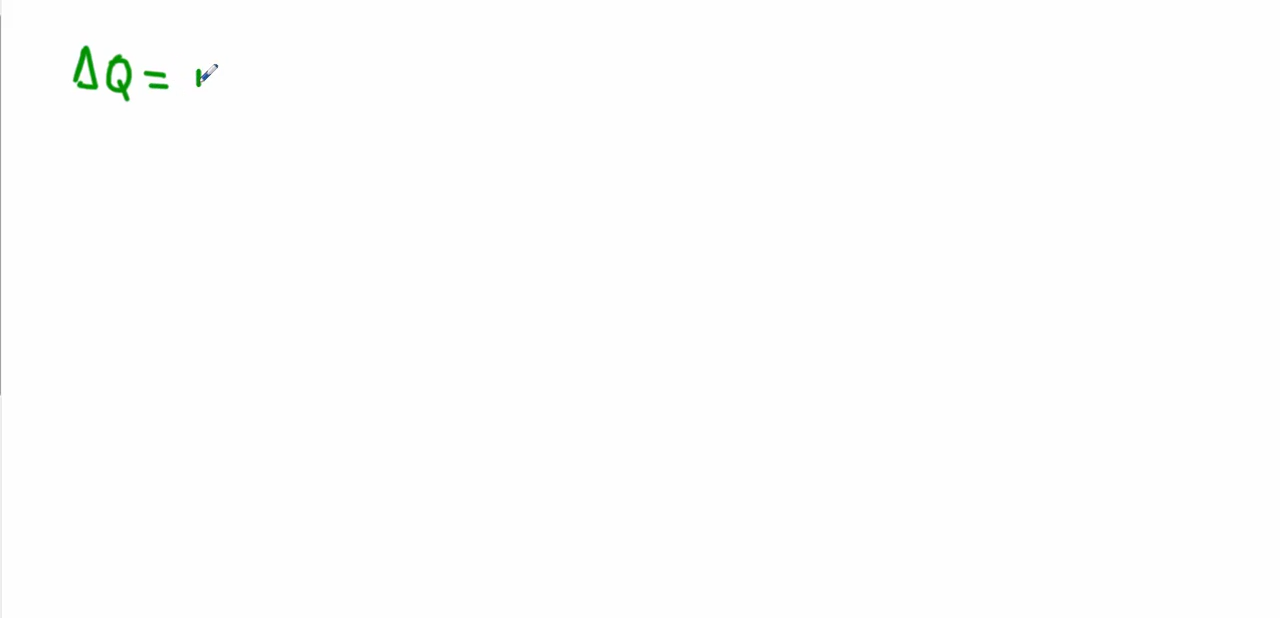 ΔQ =